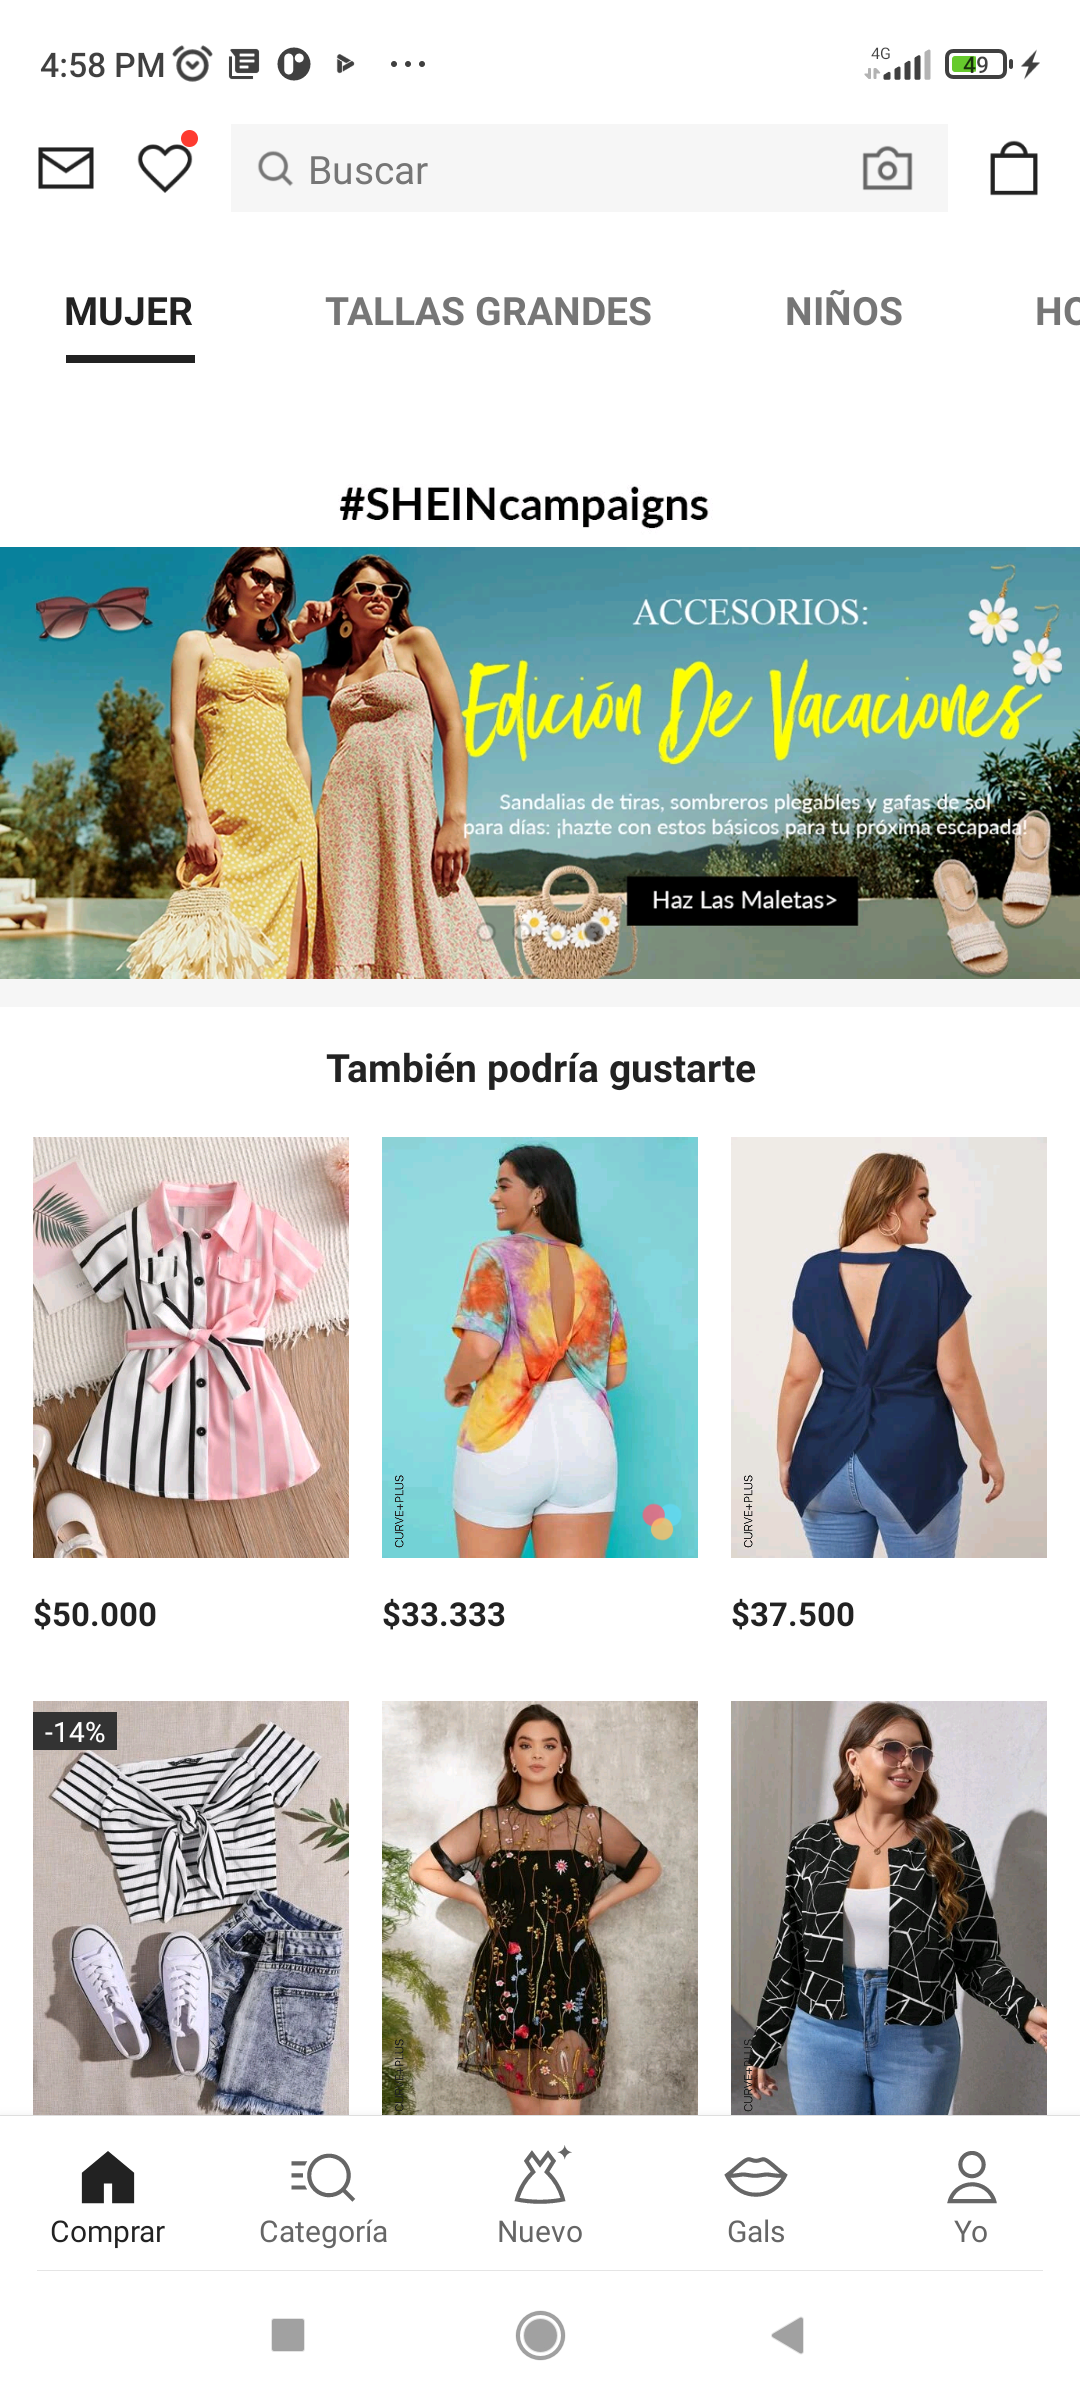 4:58 PM
4G
49
Buscar
MUJER
TALLAS GRANDES
NIÑOS
HO
#SHEINcampaigns
ACCESORIOS:
Edición De Vacaciones
Sandalias de tiras, sombreros plegables y gafas de sol
para días: ¡hazte con estos básicos para tu próxima escapada!
Haz Las Maletas>
También podría gustarte
CURVE+PLUS
CURVE+PLUS
$50.000
$33.333
$37.500
-14%
CURVE+PLUS
CURVE+PLUS
Comprar
Categoría
Nuevo
Gals
Yo